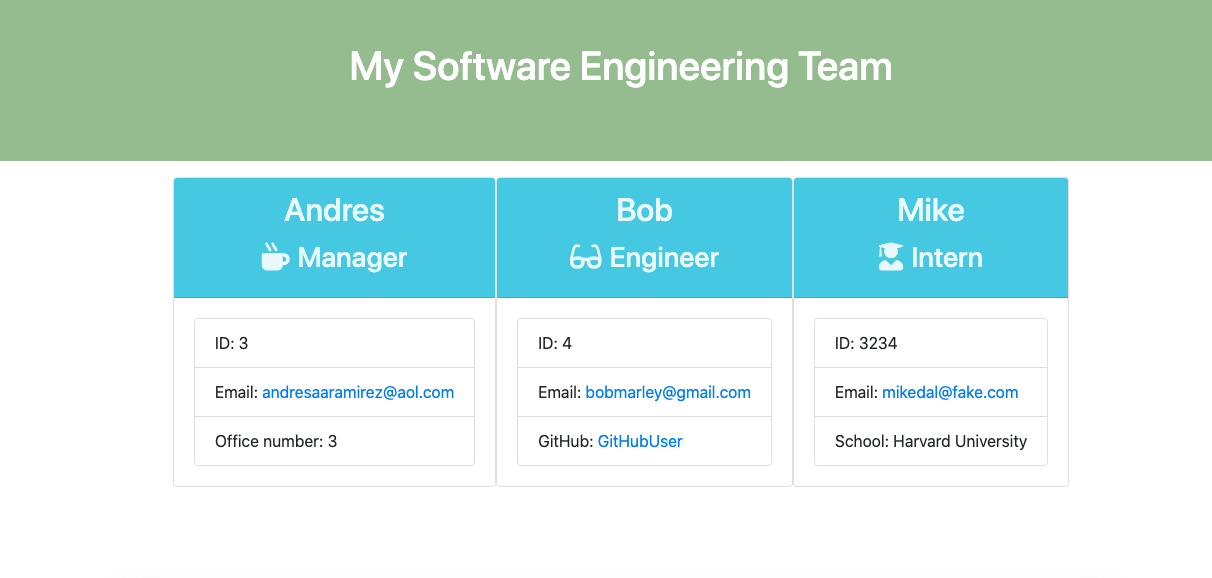 My Software Engineering Team
Andres
Manager
ID: 3
Email: andresaaramirez@aol.com
Office number: 3
Bob
Engineer
ID: 4
Email: bobmarley@gmail.com
GitHub: GitHubUser
Mike
Intern
ID: 3234
Email: mikedal@fake.com
School: Harvard University